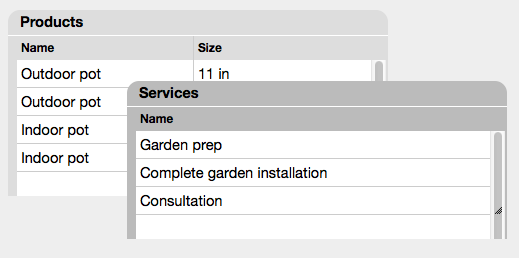 Products
Name Size
Outdoor pot 11 in
Outdoor pot
Indoor pot
Indoor pot
Services
Name
Garden prep
Complete garden installation
Consultation